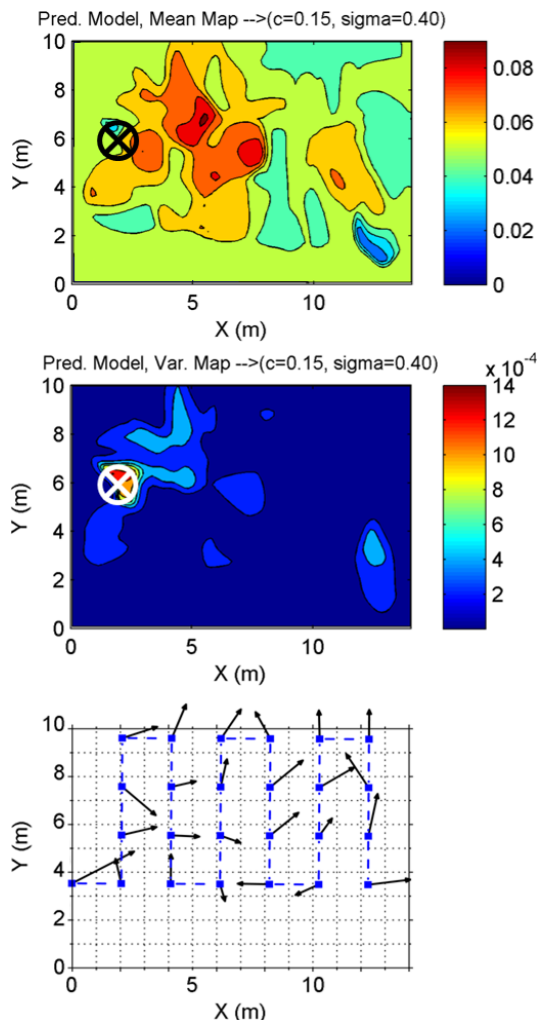 Pred. Model, Mean Map -->(c=0.15, sigma=0.40)
10
8
6
4
2
0
Y (m)
0 5 10
X (m)
0.08
0.06
0.04
0.02
0
Pred. Model, Var. Map -->(c=0.15, sigma=0.40)
x 10-4
10
8
6
4
2
0
Y (m)
0 5 10
X (m)
14
12
10
8
6
4
2
10
8
6
4
2
0
Y (m)
0 5 10
X (m)